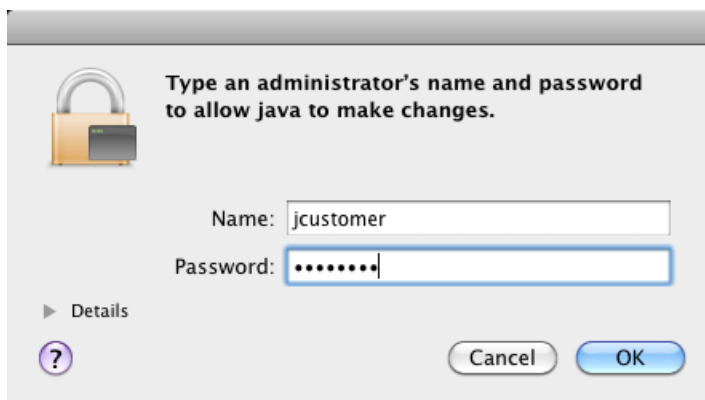 Type an administrator's name and password
to allow java to make changes.
Name: jcustomer
Password: ••••••••
Details
?
Cancel OK